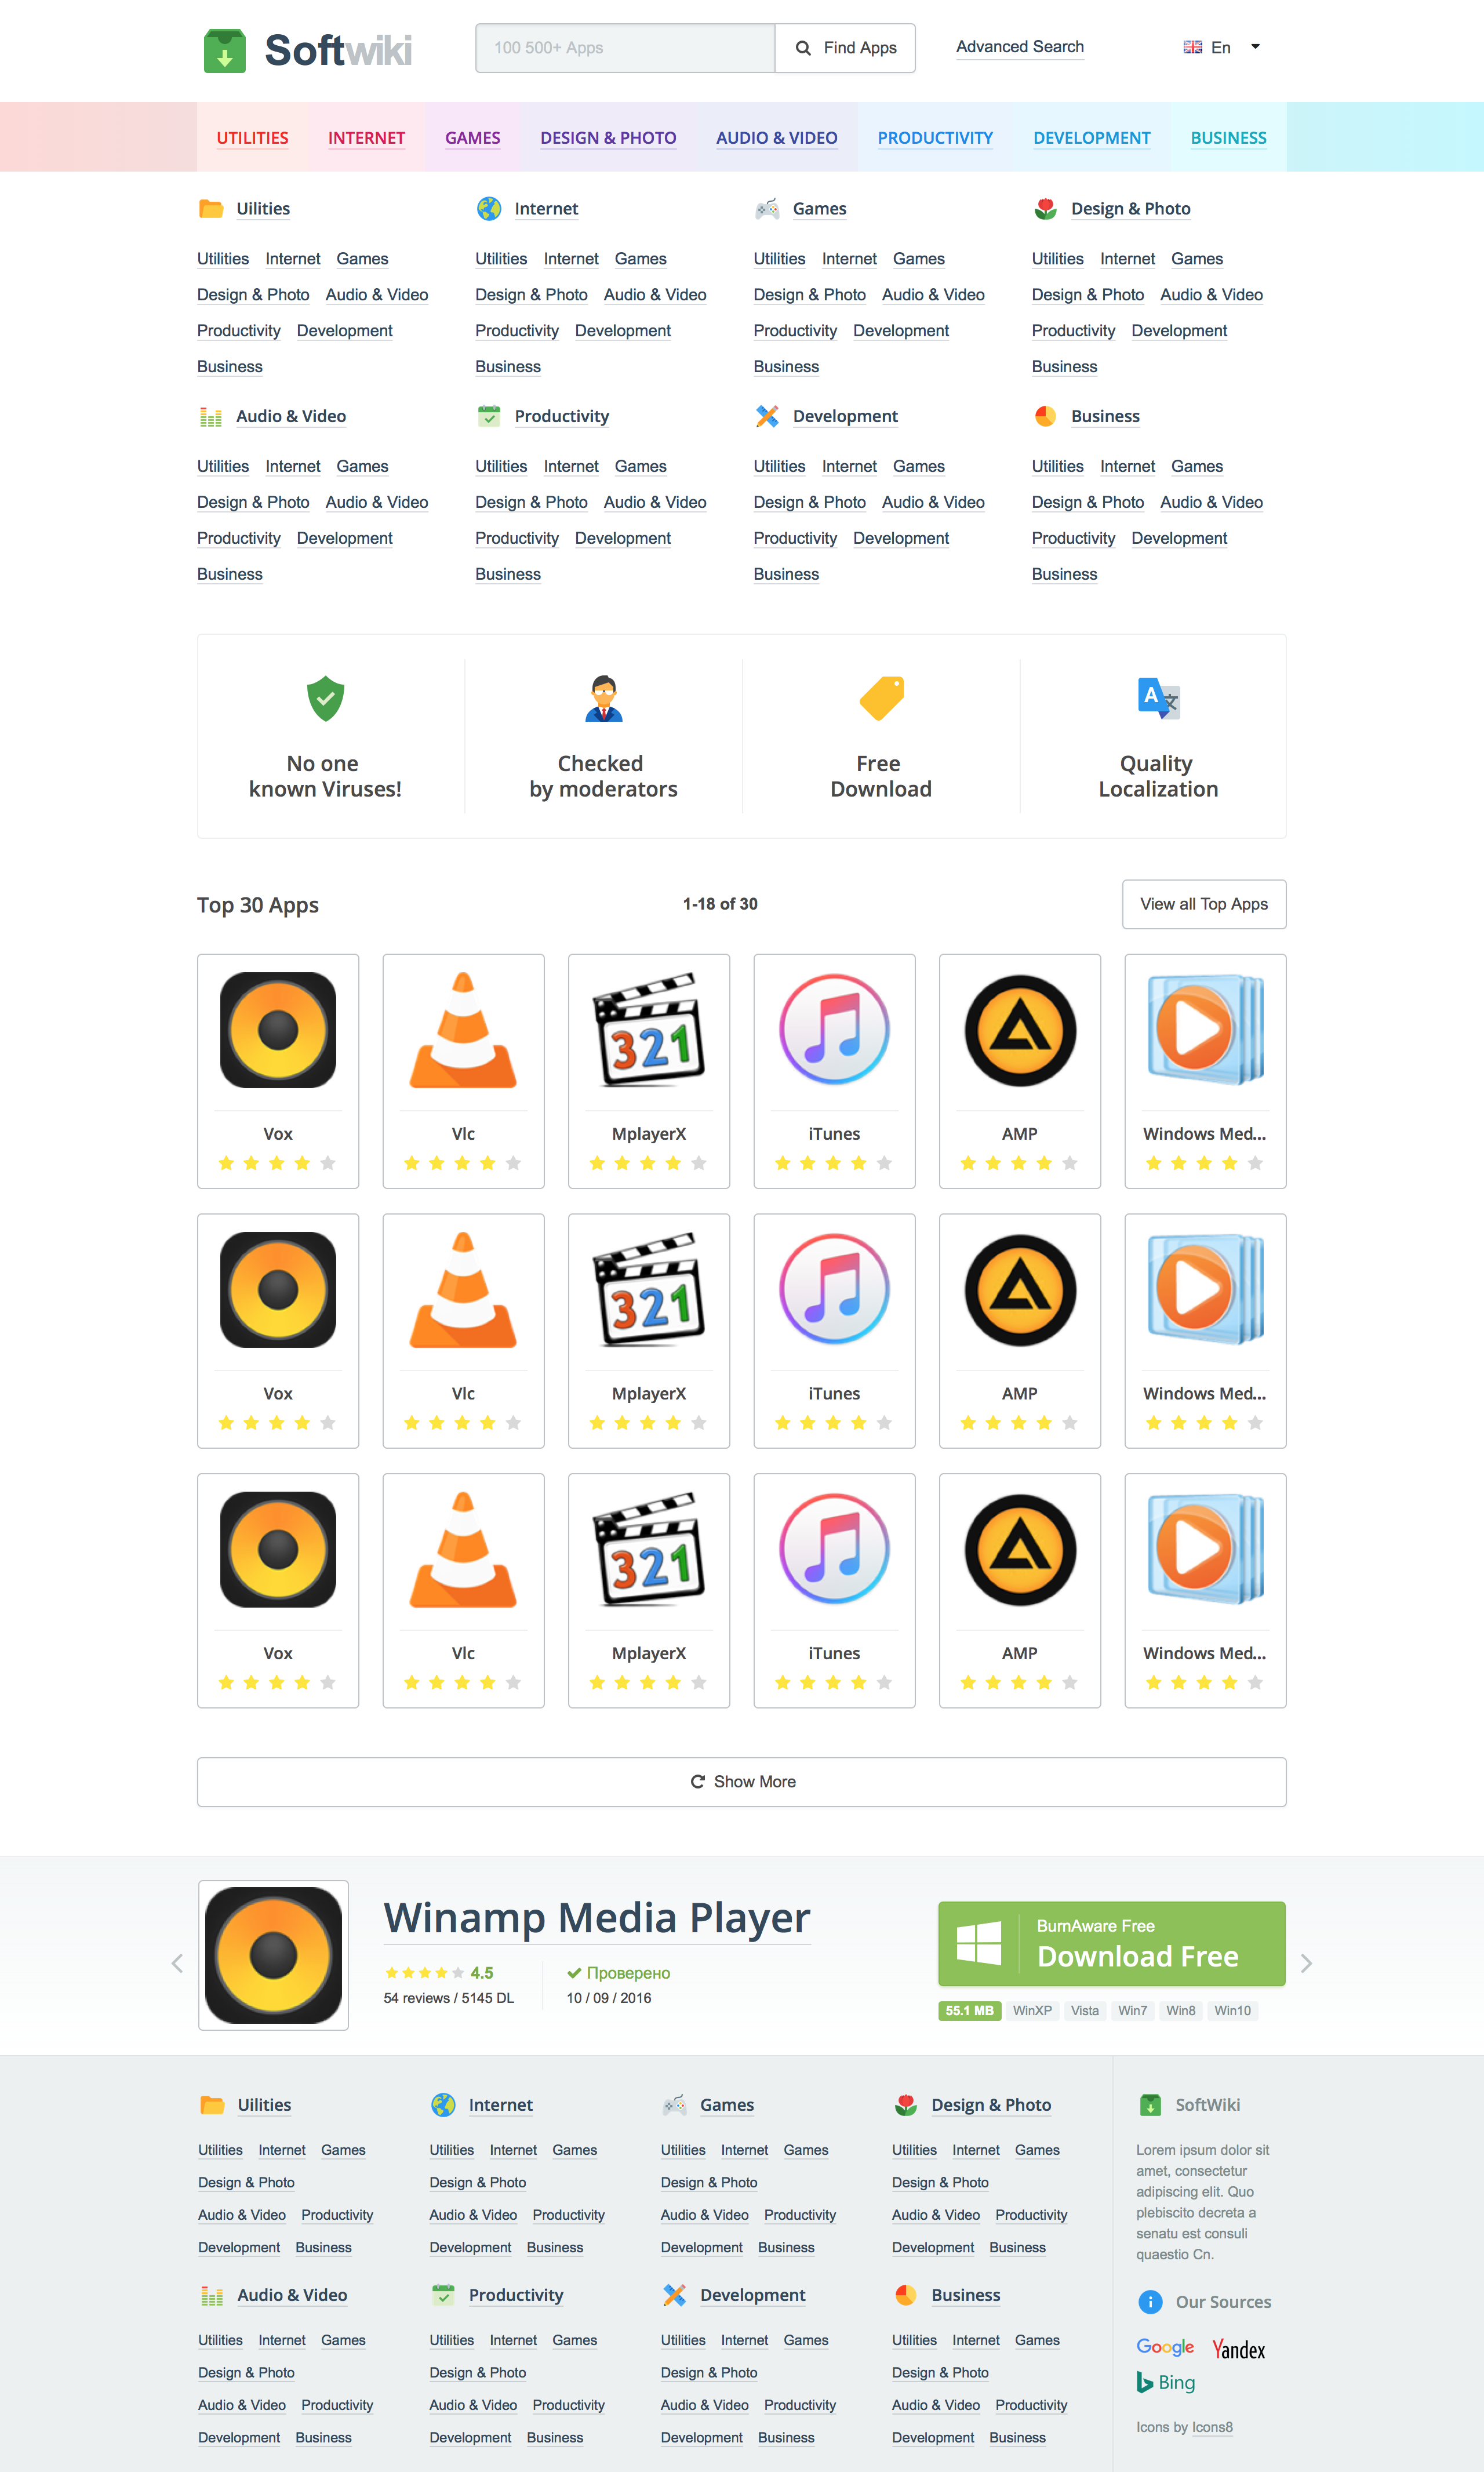 Softwiki
100 500+ Apps
Find Apps
Advanced Search
En
UTILITIES INTERNET GAMES DESIGN & PHOTO AUDIO & VIDEO PRODUCTIVITY DEVELOPMENT BUSINESS
Uilities Internet Games Design & Photo
Utilities Internet Games Utilities Internet Games Utilities Internet Games Utilities Internet Games
Design & Photo Audio & Video Design & Photo Audio & Video Design & Photo Audio & Video Design & Photo Audio & Video
Productivity Development Productivity Development Productivity Development Productivity Development
Business Business Business Business
Audio & Video Productivity Development Business
Utilities Internet Games Utilities Internet Games Utilities Internet Games Utilities Internet Games
Design & Photo Audio & Video Design & Photo Audio & Video Design & Photo Audio & Video Design & Photo Audio & Video
Productivity Development Productivity Development Productivity Development Productivity Development
Business Business Business Business
No one
known Viruses!
Checked
by moderators
Free
Download
A 文
Quality
Localization
Top 30 Apps
1-18 of 30
View all Top Apps
321
321
321
Vox Vlc MplayerX iTunes AMP Windows Med...
Vox Vlc MplayerX iTunes AMP Windows Med...
Vox Vlc MplayerX iTunes AMP Windows Med...
Show More
Winamp Media Player
4.5
54 reviews / 5145 DL
Проверено
10 / 09 / 2016
BurnAware Free
Download Free
55.1 MB WinXP Vista Win7 Win8 Win10
Uilities Internet Games Design & Photo
Utilities Internet Games Utilities Internet Games Utilities Internet Games Utilities Internet Games
Design & Photo Design & Photo Design & Photo Design & Photo
Audio & Video Productivity Audio & Video Productivity Audio & Video Productivity Audio & Video Productivity
Development Business Development Business Development Business Development Business
Audio & Video Productivity Development Business
Utilities Internet Games Utilities Internet Games Utilities Internet Games Utilities Internet Games
Design & Photo Design & Photo Design & Photo Design & Photo
Audio & Video Productivity Audio & Video Productivity Audio & Video Productivity Audio & Video Productivity
Development Business Development Business Development Business Development Business
SoftWiki
Lorem ipsum dolor sit
amet, consectetur
adipiscing elit. Quo
plebiscito decreta a
senatu est consuli
quaestio Cn.
i
Our Sources
Google Yandex
Bing
Icons by Icons8